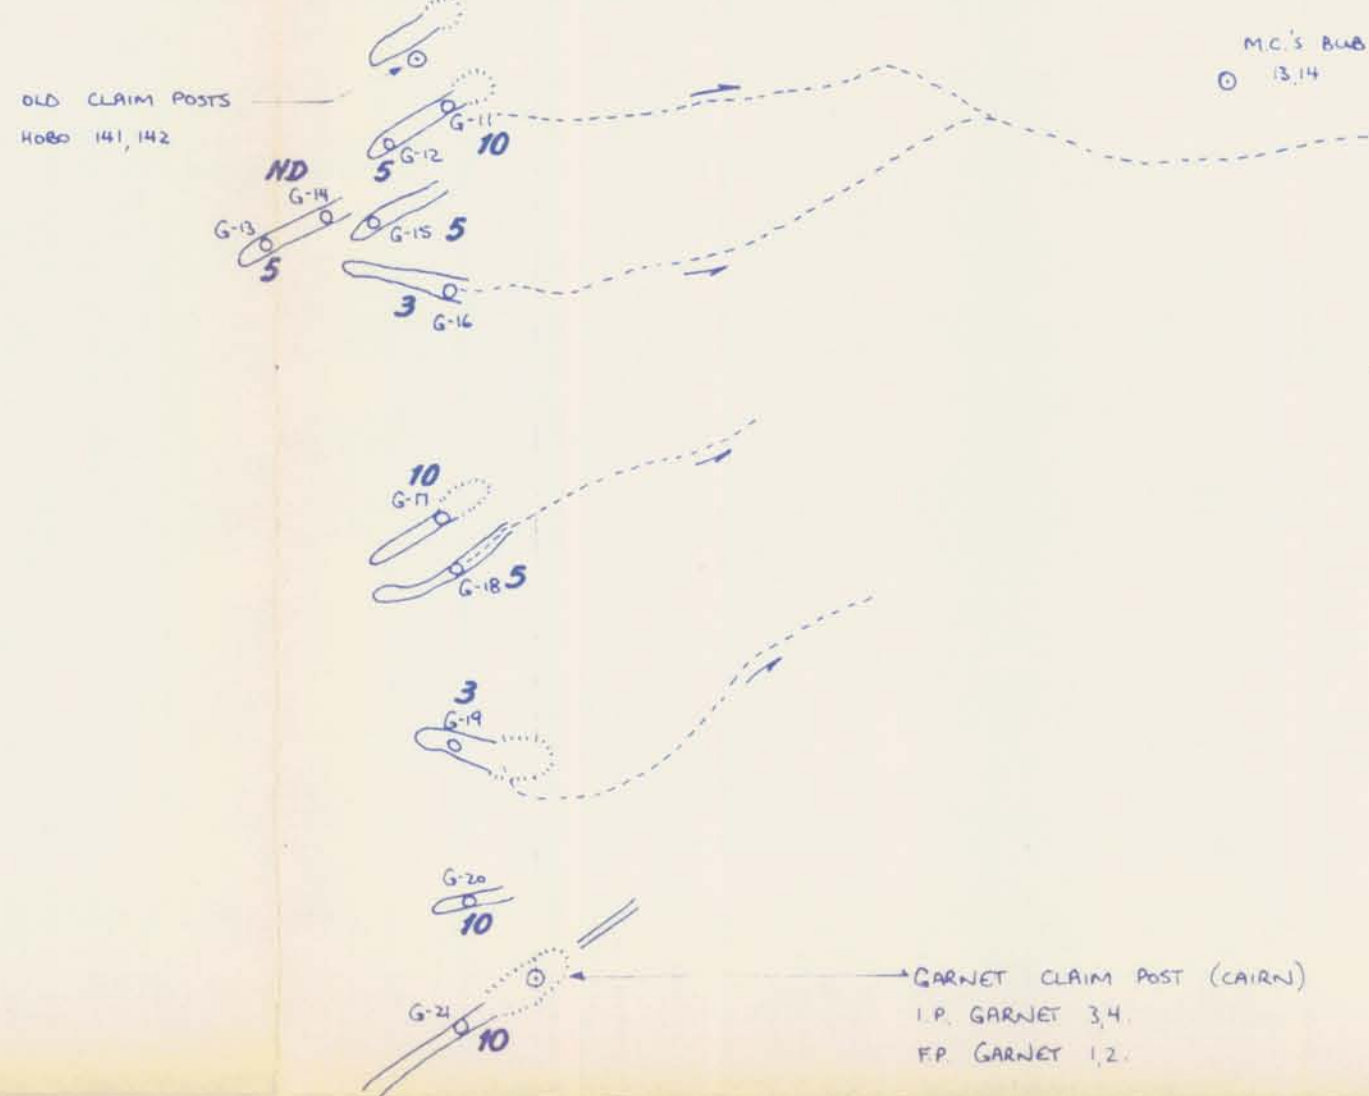 M.C.'S BLUB
13,14
OLD CLAIM POSTS
HOBO 141, 142
G-11
10
G-12
5
ND
G-14
G-13
5
G-15 5
3
G-16
10
G-17
G-18 5
3
G-19
G-20
10
GARNET CLAIM POST (CAIRN)
I.P. GARNET 3,4.
F.P. GARNET 1,2.
G-21
10